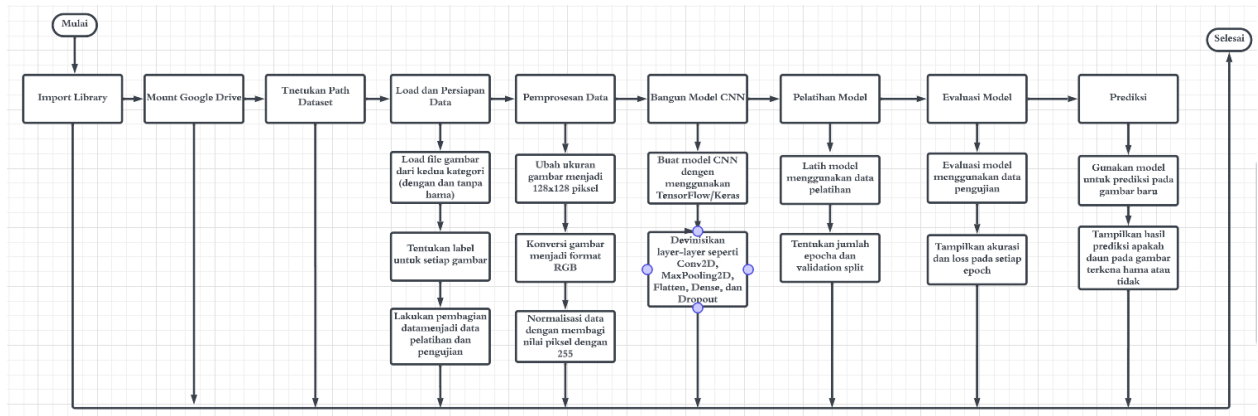 Mulai
Selesai
Import Library
Mount Google Drive
Tnetukan Path
Dataset
Load dan Persiapan
Data
Pemprosesan Data
Bangun Model CNN
Pelatihan Model
Evaluasi Model
Prediksi
Load file gambar
dari kedua kategori
(dengan dan tanpa
hama)
Tentukan label
untuk setiap gambar
Lakukan pembagian
datamenjadi data
pelatihan dan
pengujian
Ubah ukuran
gambar menjadi
128x128 piksel
Konversi gambar
menjadi format
RGB
Normalisasi data
dengan membagi
nilai piksel dengan
255
Buat model CNN
dengen
menggunakan
TensorFlow/Keras
Devinisikan
layer-layer seperti
Conv2D,
MaxPooling2D,
Flatten, Dense, dan
Dropout
Latih model
menggunakan data
pelatihan
Tentukan jumlah
epocha dan
validation split
Evaluasi model
menggunakan data
pengujian
Tampilkan akurasi
dan loss pada setiap
epoch
Gunakan model
untuk prediksi pada
gambar baru
Tampilkan hasil
prediksi apakah
daun pada gambar
terkena hama atau
tidak